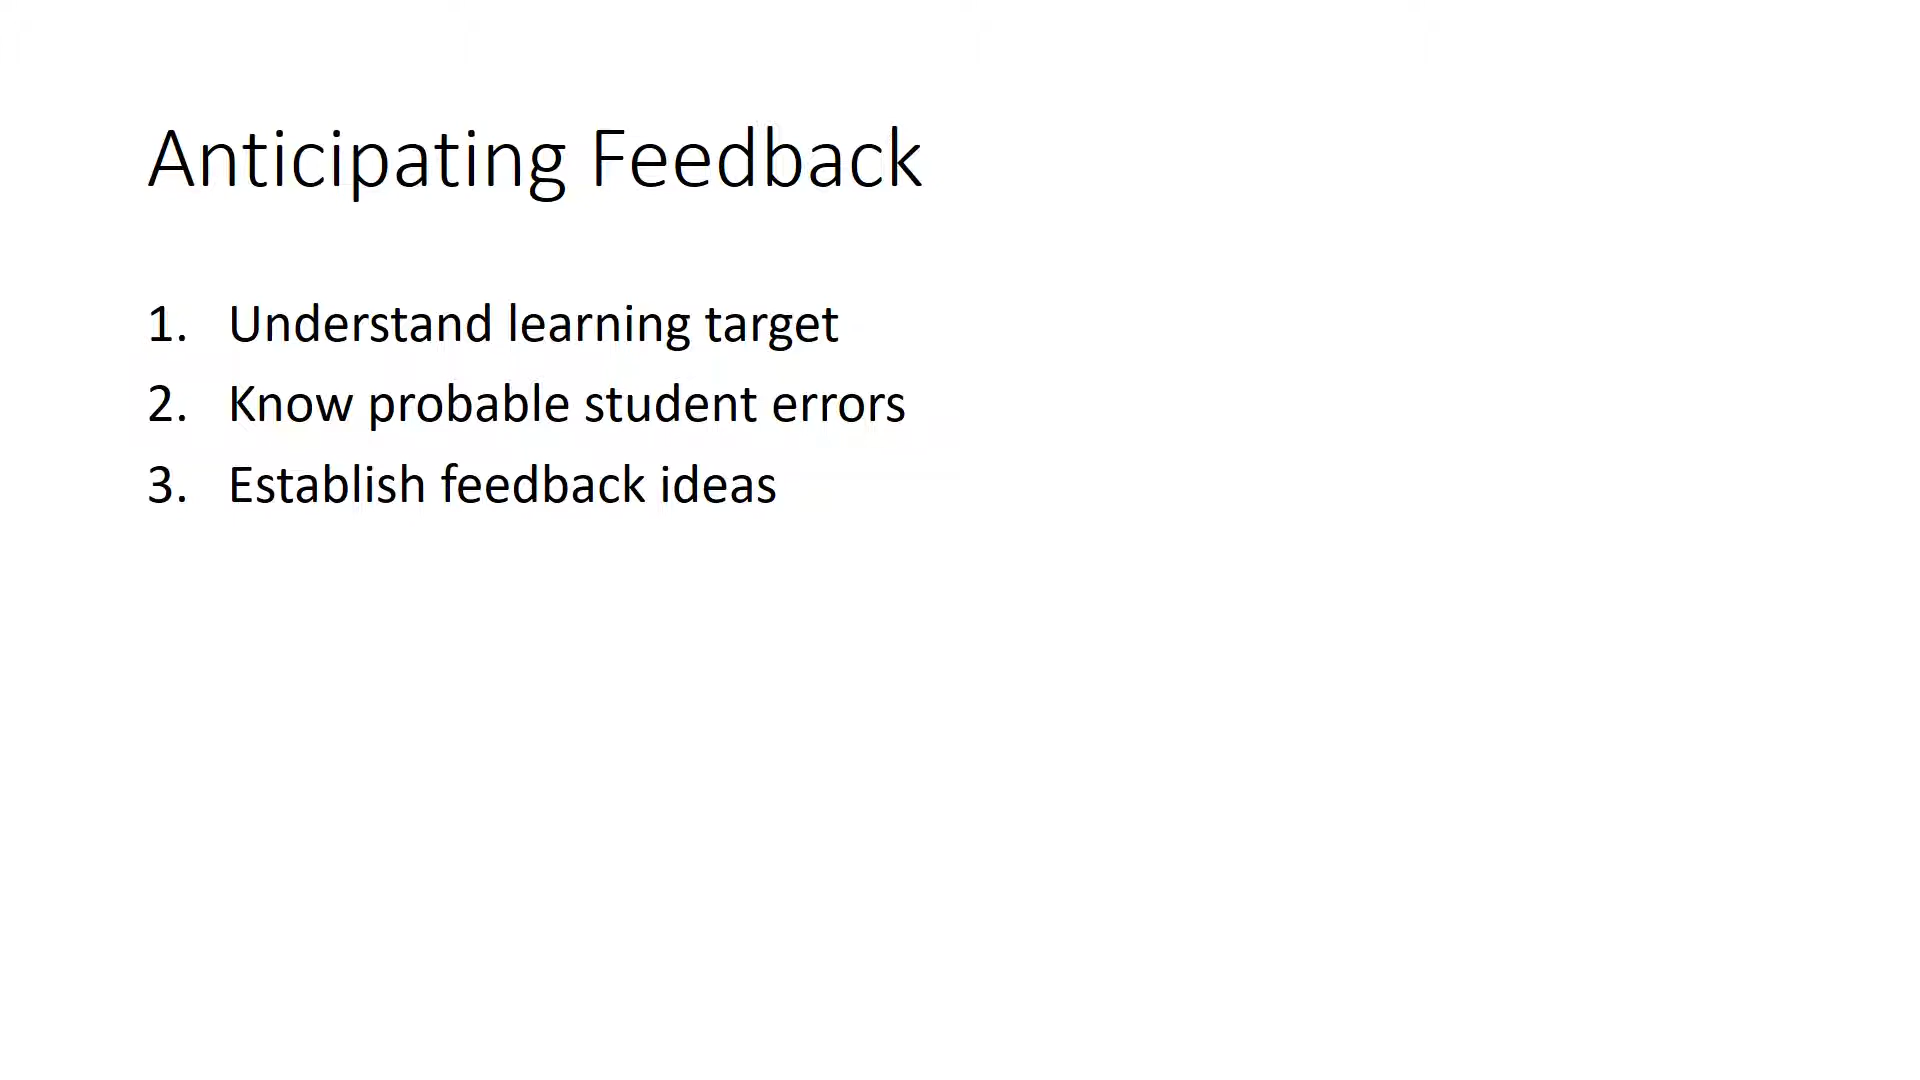 Anticipating Feedback
1. Understand learning target
2. Know probable student errors
3. Establish feedback ideas